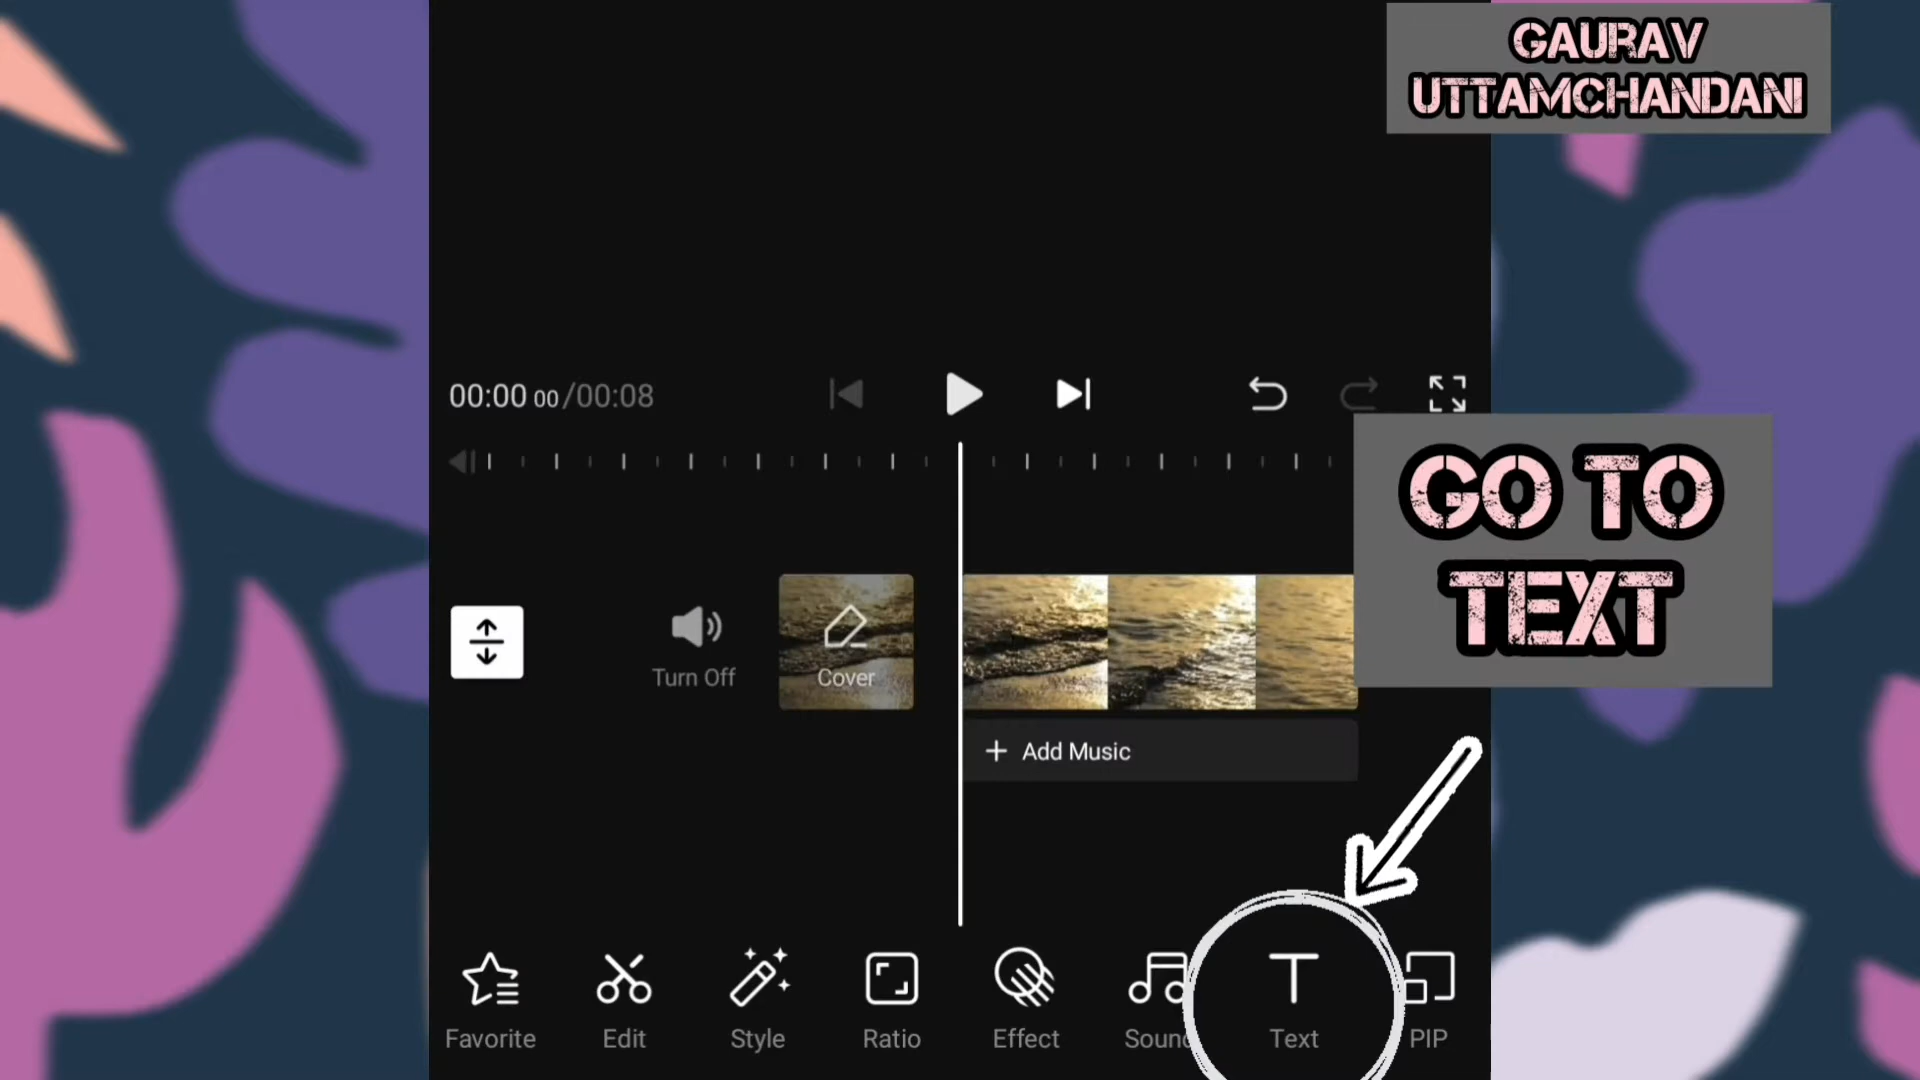 GAURAV
UTTAMCHANDANI
00:00 00/00:08
GO TO
TEXT
Turn Off
Cover
+ Add Music
Favorite Edit Style Ratio Effect Sound Text PIP